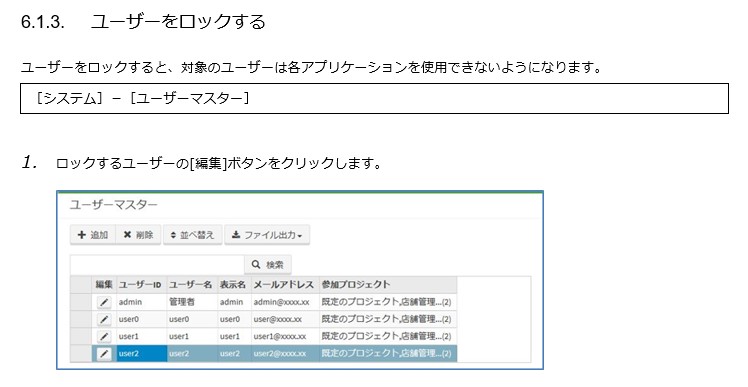 6.1.3. ユーザーをロックする
ユーザーをロックすると、対象のユーザーは各アプリケーションを使用できないようになります。
［システム］－［ユーザーマスター］
1. ロックするユーザーの[編集]ボタンをクリックします。
ユーザーマスター
追加 削除 並べ替え ファイル出力
検索
編集 ユーザーID ユーザー名 表示名 メールアドレス 参加プロジェクト
admin 管理者 admin admin@xxxx.xx 既定のプロジェクト,店舗管理...(2)
user0 user0 user0 user@xxxx.xx 既定のプロジェクト,店舗管理...(2)
user1 user1 user1 user1@xxxx.xx 既定のプロジェクト,店舗管理...(2)
user2 user2 user2 user2@xxxx.xx 既定のプロジェクト,店舗管理...(2)